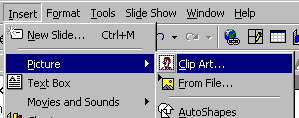 Insert Format Tools Slide Show Window Help
New Slide... Ctrl+M
Picture Clip Art...
Text Box From File...
Movies and Sounds AutoShapes